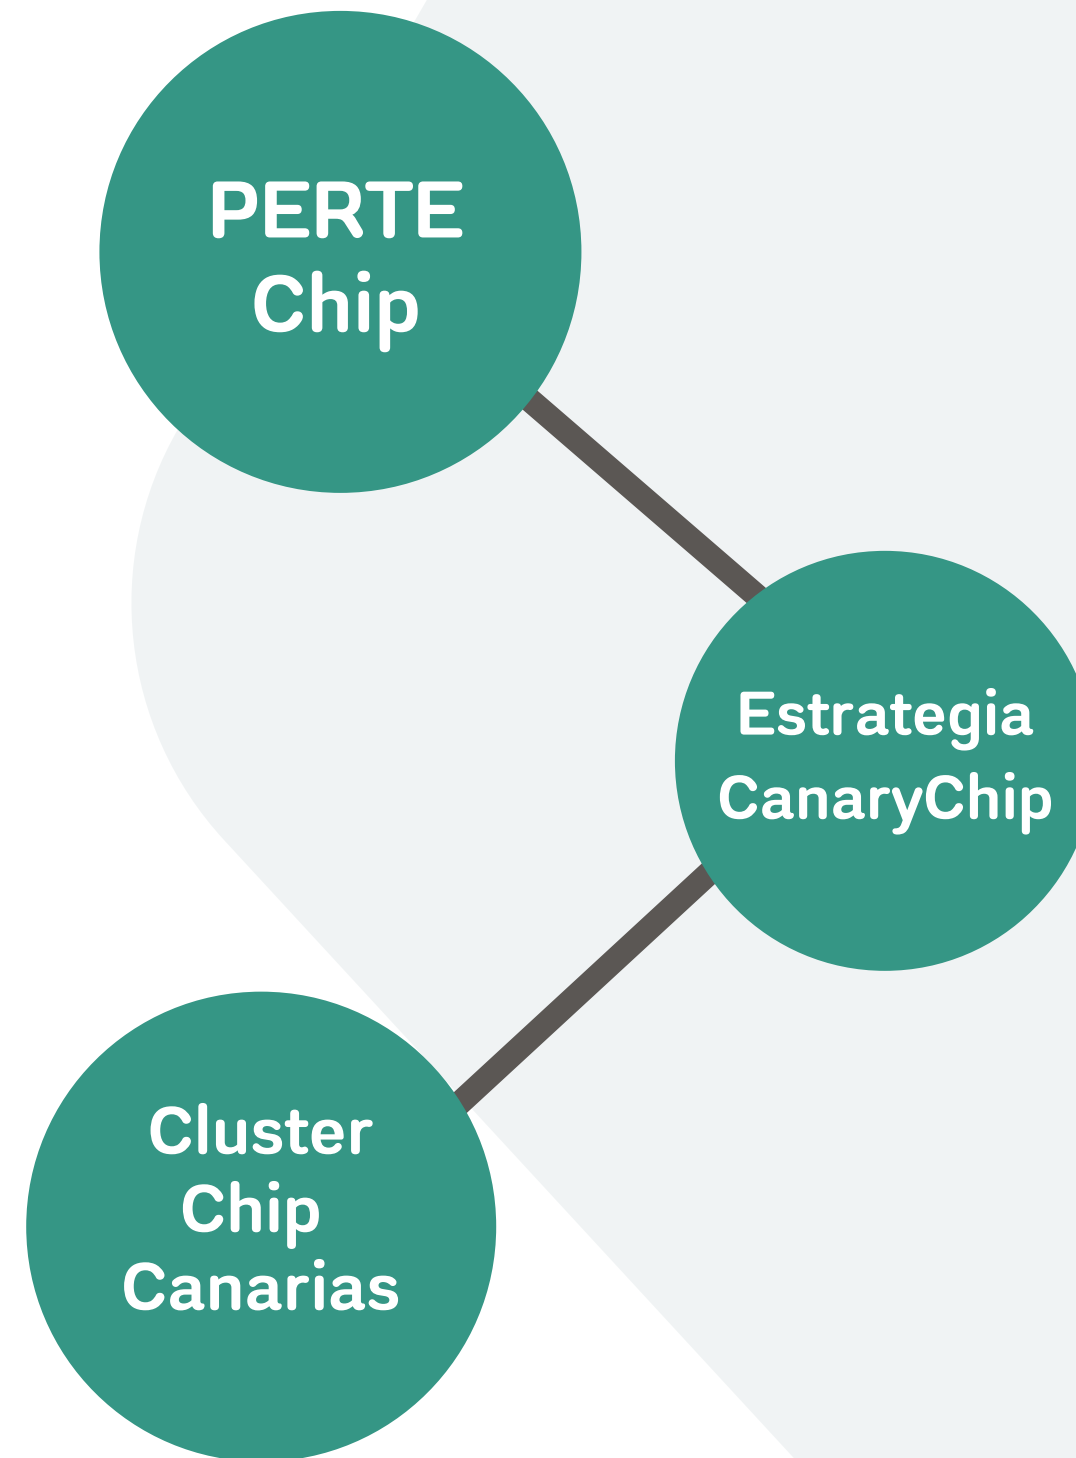 PERTE
Chip
Estrategia
CanaryChip
Cluster
Chip
Canarias